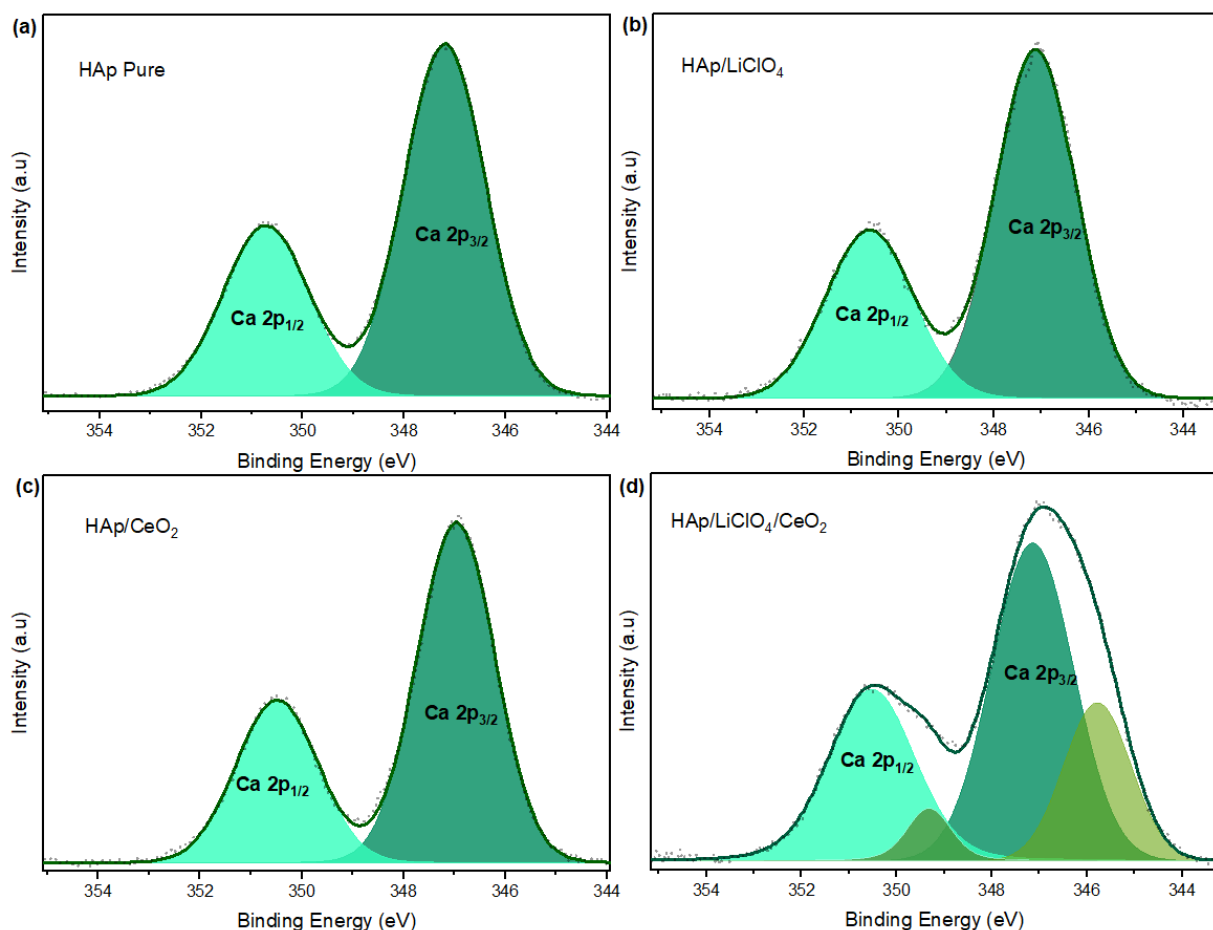 (a)
HAp Pure
Ca 2p3/2
Ca 2p1/2
Intensity (a.u)
354 352 350 348 346 344
Binding Energy (eV)
(b)
HAp/LiClO4
Ca 2p3/2
Ca 2p1/2
Intensity (a.u)
354 352 350 348 346 344
Binding Energy (eV)
(c)
HAp/CeO2
Ca 2p3/2
Ca 2p1/2
Intensity (a.u)
354 352 350 348 346 344
Binding Energy (eV)
(d)
HAp/LiClO4/CeO2
Ca 2p3/2
Ca 2p1/2
Intensity (a.u)
354 352 350 348 346 344
Binding Energy (eV)